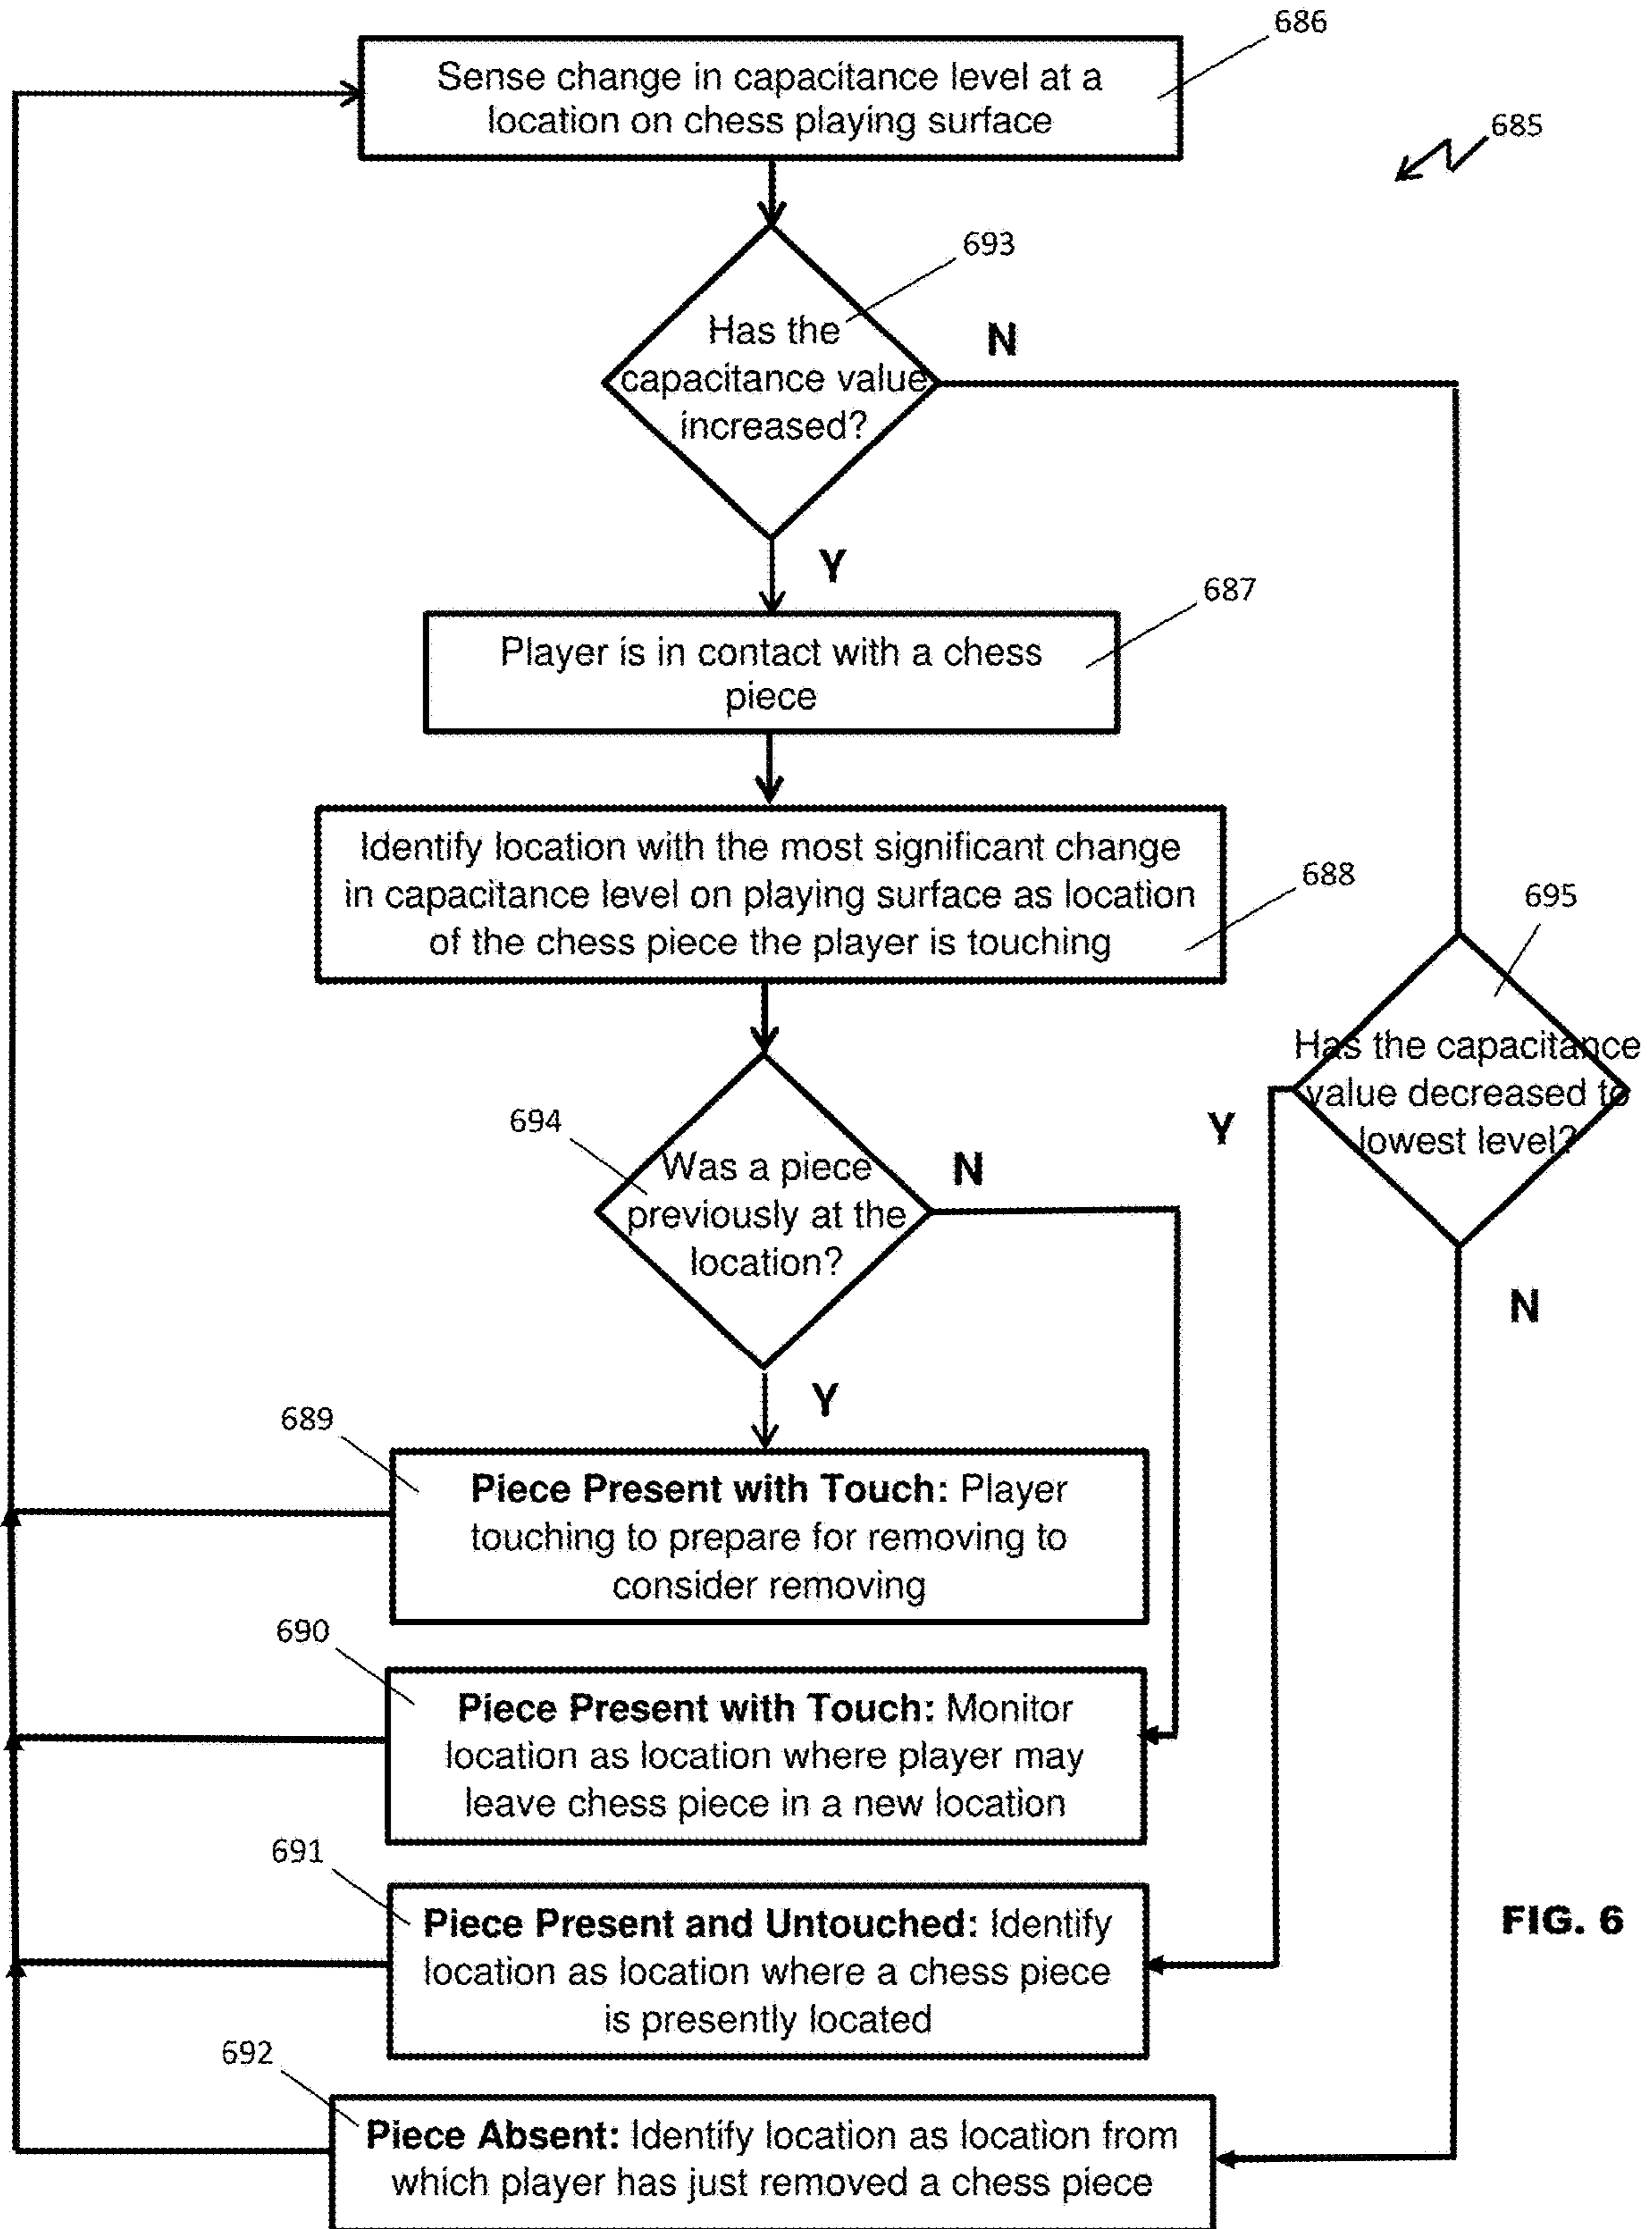 686
Sense change in capacitance level at a
location on chess playing surface
685
693
Has the
capacitance value
increased?
N
Y
687
Player is in contact with a chess
piece
Identify location with the most significant change
in capacitance level on playing surface as location
of the chess piece the player is touching
688
695
Has the capacitance
value decreased to
lowest level?
Y
N
694
Was a piece
previously at the
location?
N
Y
689
Piece Present with Touch: Player
touching to prepare for removing to
consider removing
690
Piece Present with Touch: Monitor
location as location where player may
leave chess piece in a new location
691
Piece Present and Untouched: Identify
location as location where a chess piece
is presently located
FIG. 6
692
Piece Absent: Identify location as location from
which player has just removed a chess piece